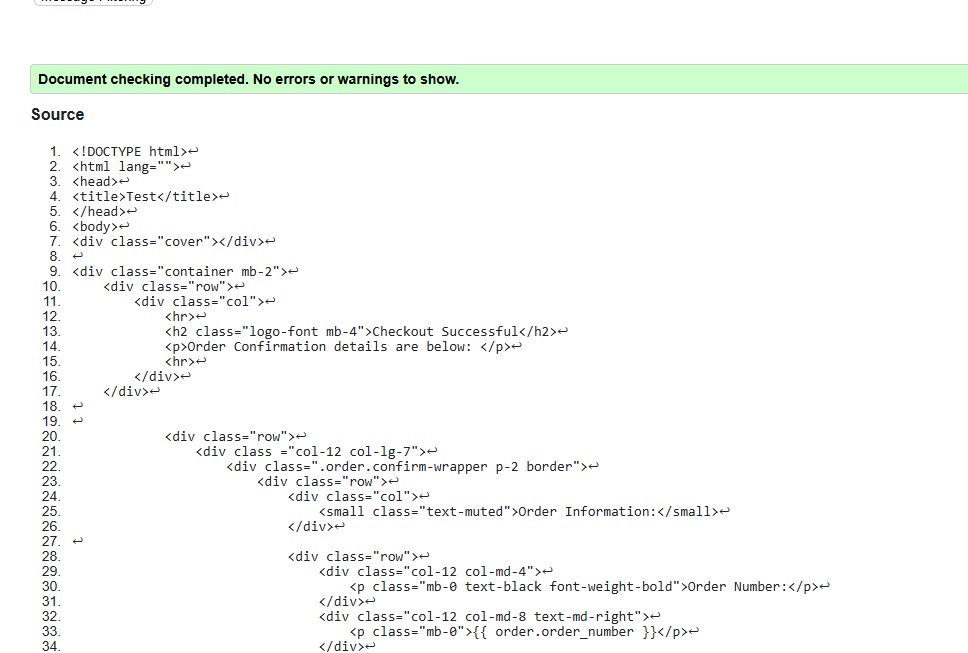 Message Filtering
Document checking completed. No errors or warnings to show.
Source
1. <!DOCTYPE html>↩
2. <html lang="">↩
3. <head>↩
4. <title>Test</title>↩
5. </head>↩
6. <body>↩
7. <div class="cover"></div>↩
8. ↩
9. <div class="container mb-2">↩
10.     <div class="row">↩
11.         <div class="col">↩
12.             <hr>↩
13.             <h2 class="logo-font mb-4">Checkout Successful</h2>↩
14.             <p>Order Confirmation details are below: </p>↩
15.             <hr>↩
16.         </div>↩
17.     </div>↩
18. ↩
19. ↩
20.             <div class="row">↩
21.                 <div class ="col-12 col-lg-7">↩
22.                     <div class=".order.confirm-wrapper p-2 border">↩
23.                         <div class="row">↩
24.                             <div class="col">↩
25.                                 <small class="text-muted">Order Information:</small>↩
26.                             </div>↩
27. ↩
28.                             <div class="row">↩
29.                                 <div class="col-12 col-md-4">↩
30.                                     <p class="mb-0 text-black font-weight-bold">Order Number:</p>↩
31.                                 </div>↩
32.                                 <div class="col-12 col-md-8 text-md-right">↩
33.                                     <p class="mb-0">{{ order.order_number }}</p>↩
34.                                 </div>↩